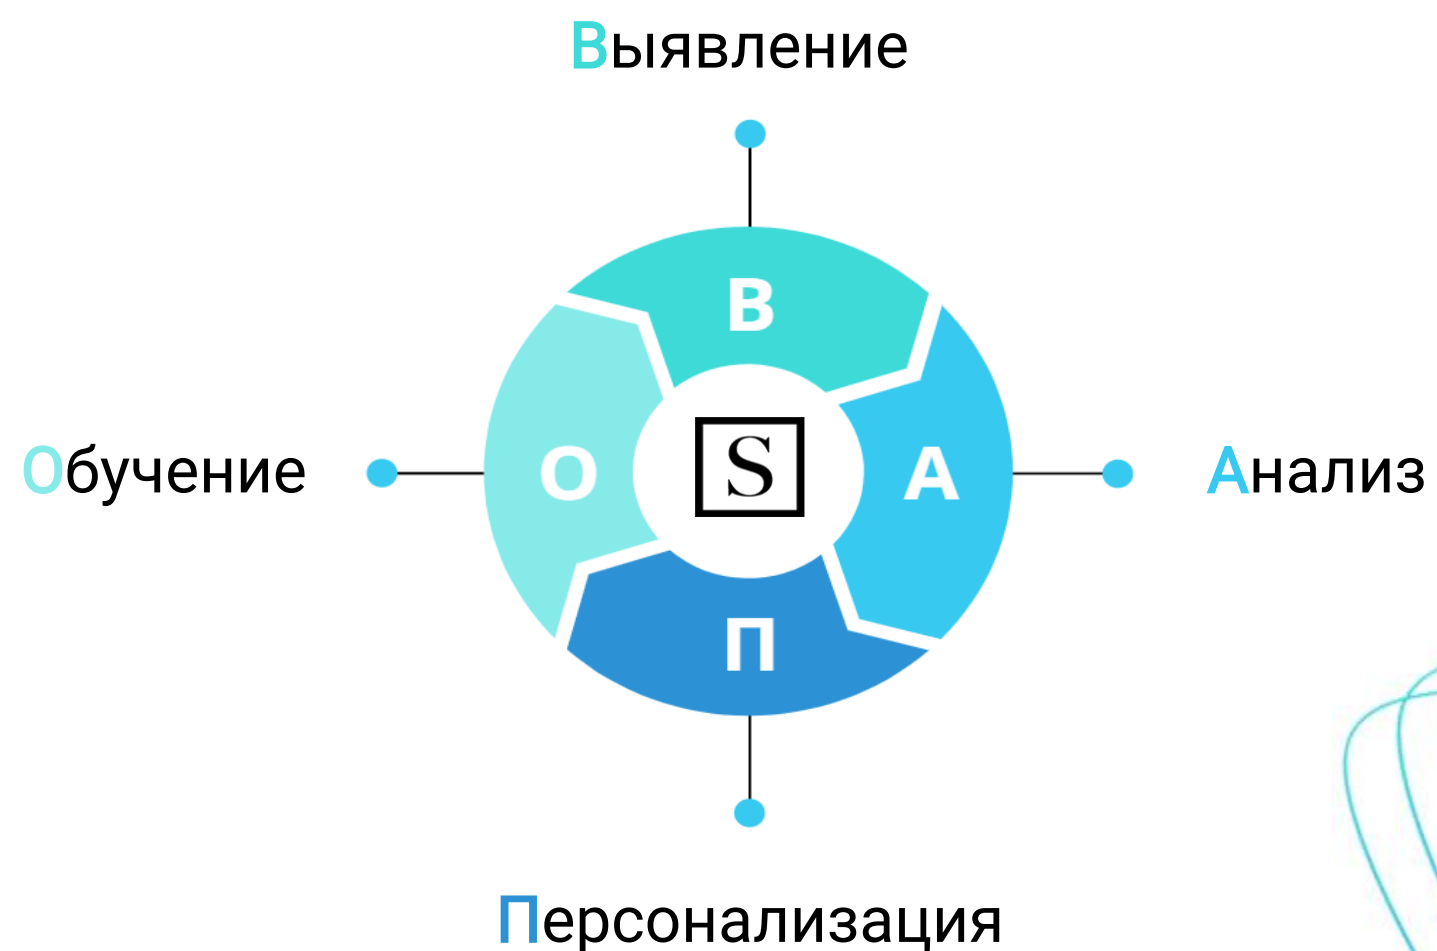 Выявление
В
О
S
А
Обучение
Анализ
П
Персонализация